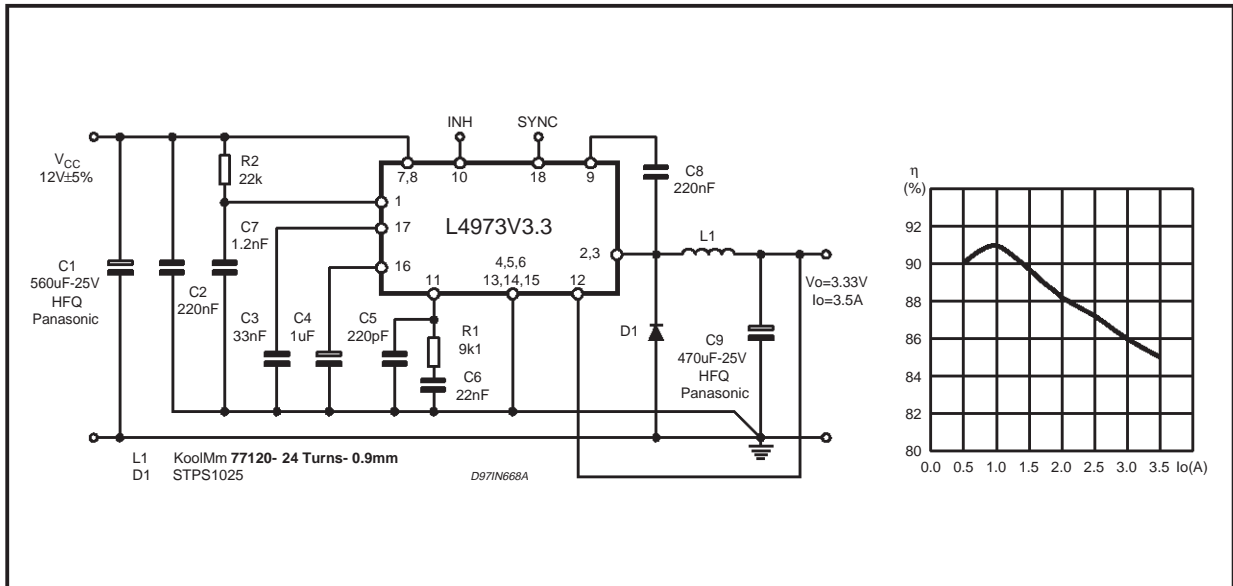 INH
SYNC
V_CC
12V±5%
R2
22k
7,8
10
18
9
C8
220nF
1
17
16
L4973V3.3
C7
1.2nF
L1
2,3
4,5,6
13,14,15
11
12
C1
560uF-25V
HFQ
Panasonic
C2
220nF
C3
33nF
C4
1uF
C5
220pF
R1
9k1
C6
22nF
D1
C9
470uF-25V
HFQ
Panasonic
Vo=3.33V
Io=3.5A
L1 KoolMm 77120- 24 Turns- 0.9mm
D1 STPS1025
D97IN668A
η
(%)
92
90
88
86
84
82
80
0.0 0.5 1.0 1.5 2.0 2.5 3.0 3.5 Io(A)